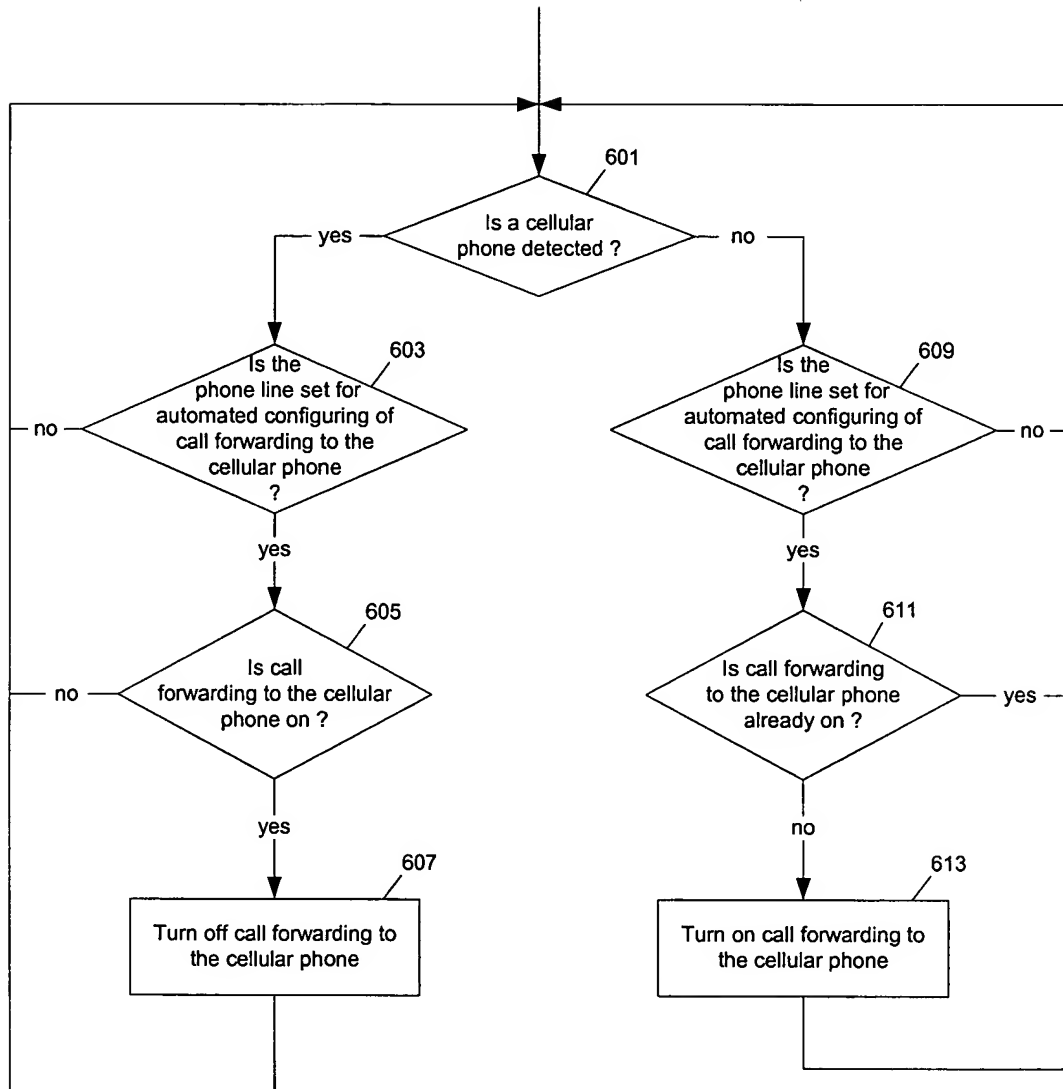 601
Is a cellular
phone detected ?
yes
no
603
Is the
phone line set for
automated configuring of
call forwarding to the
cellular phone
?
no
609
Is the
phone line set for
automated configuring of
call forwarding to the
cellular phone
?
no
yes
yes
605
Is call
forwarding to the cellular
phone on ?
no
611
Is call forwarding
to the cellular phone
already on ?
yes
yes
no
607
Turn off call forwarding to
the cellular phone
613
Turn on call forwarding to
the cellular phone